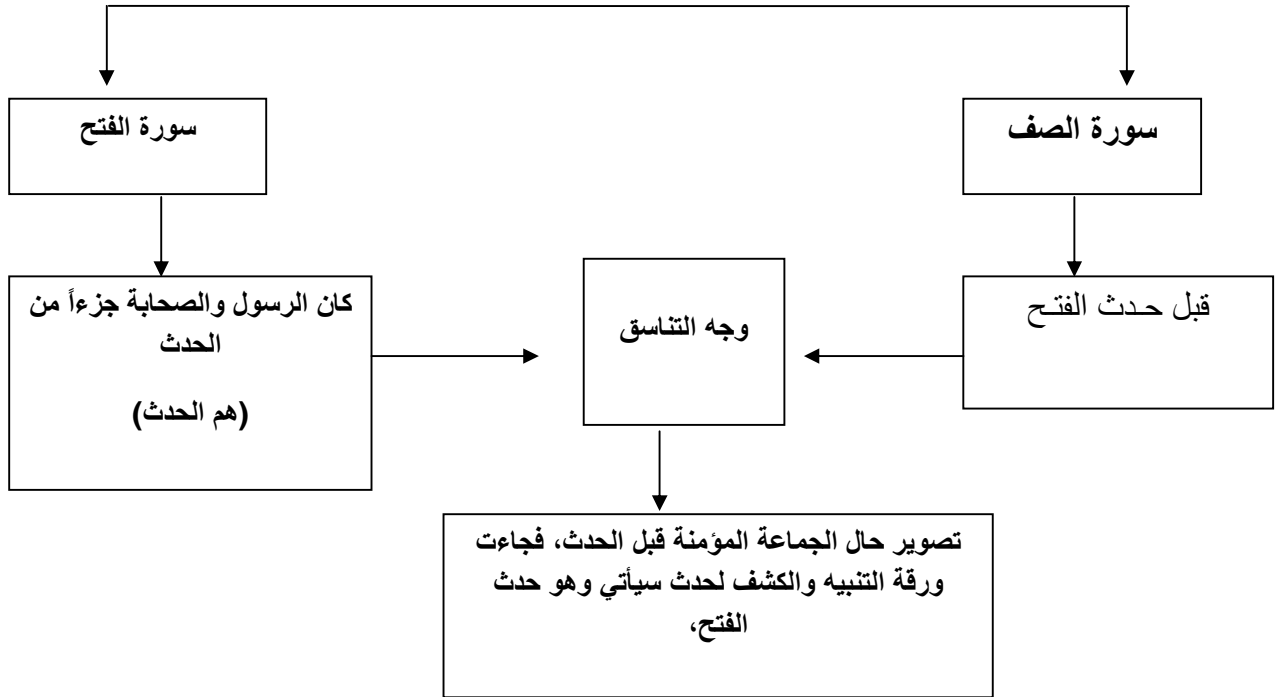 سورة الصف
سورة الفتح
قبل حدث الفتح
كان الرسول والصحابة جزءاً من
الحدث
(هم الحدث)
وجه التناسق
تصوير حال الجماعة المؤمنة قبل الحدث، فجاءت
ورقة التنبيه والكشف لحدث سيأتي وهو حدث
الفتح،